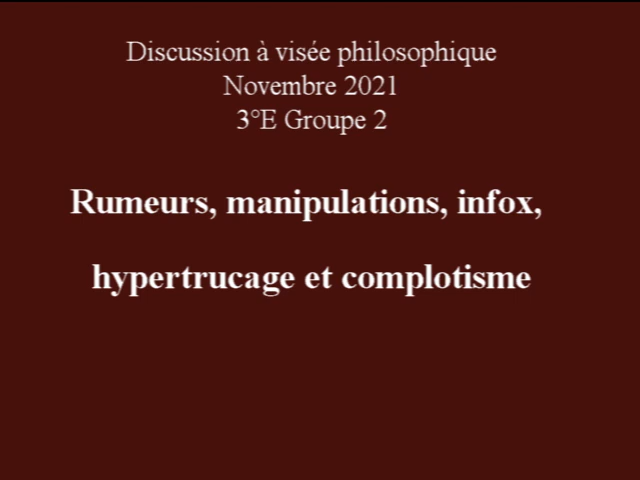 Discussion à visée philosophique
Novembre 2021
3°E Groupe 2
Rumeurs, manipulations, infox,
hypertrucage et complotisme